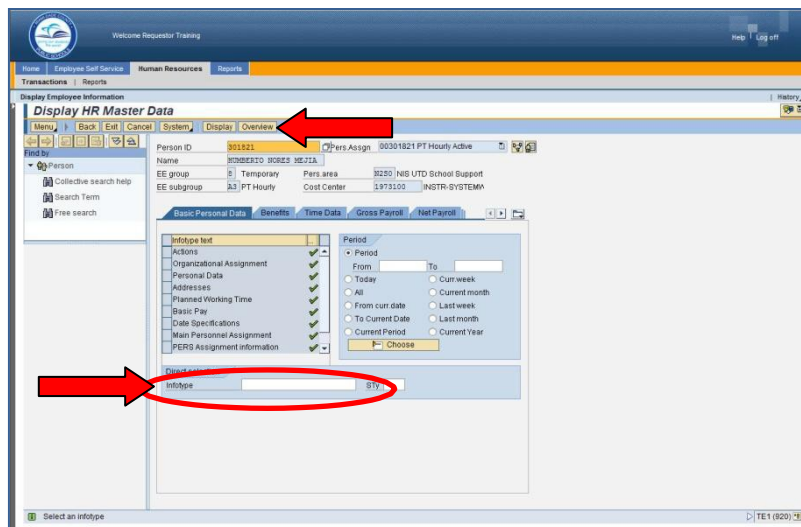 Welcome Requestor Training
Help Log off
Home Employee Self Service Human Resources Reports
Transactions | Reports
Display Employee Information | History
Display HR Master Data
Menu Back Exit Cancel System Display Overview
Find by
Person
Collective search help
Search Term
Free search
Person ID 301821 Pers.Assgn 00301821 PT Hourly Active
Name HUMBERTO NORES MEJIA
EE group 8 Temporary Pers.area N250 NIS UTD School Support
EE subgroup A3 PT Hourly Cost Center 1973100 INSTR-SYSTEMW
Basic Personal Data Benefits Time Data Gross Payroll Net Payroll
Infotype text
Actions
Organizational Assignment
Personal Data
Addresses
Planned Working Time
Basic Pay
Date Specifications
Main Personnel Assignment
PERS Assignment information
Period
Period
From To
Today Curr.week
All Current month
From curr.date Last week
To Current Date Last month
Current Period Current Year
Choose
Direct selection
Infotype STy
Select an infotype
TE1 (920)